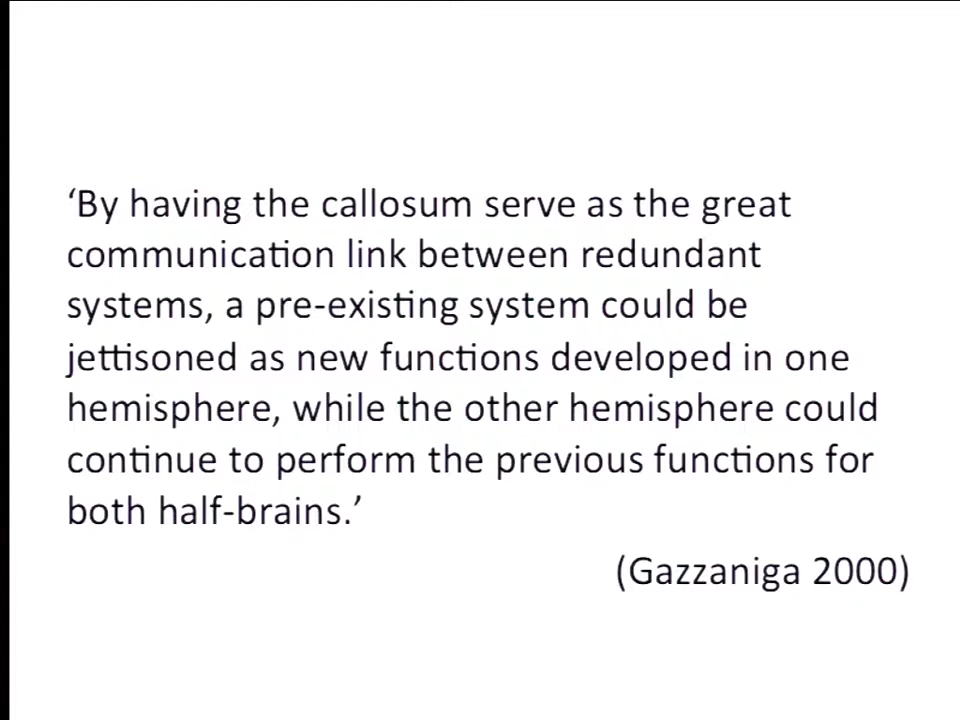 ‘By having the callosum serve as the great
communication link between redundant
systems, a pre-existing system could be
jettisoned as new functions developed in one
hemisphere, while the other hemisphere could
continue to perform the previous functions for
both half-brains.’
(Gazzaniga 2000)